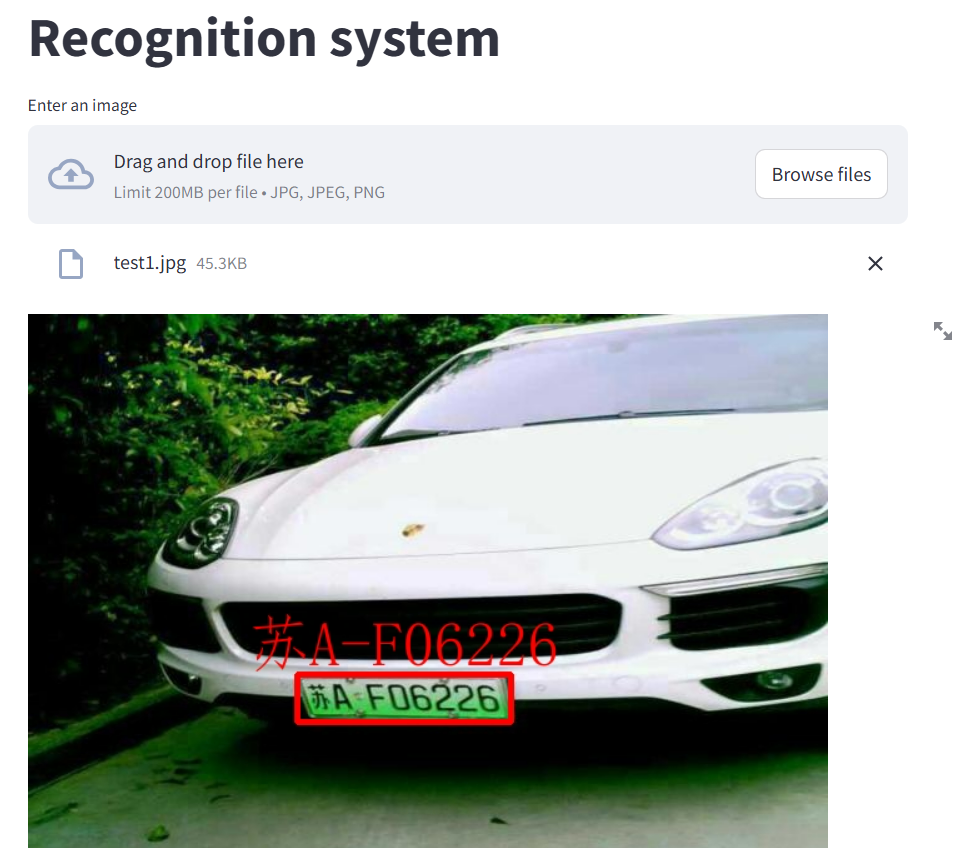 Recognition system
Enter an image
Drag and drop file here
Limit 200MB per file • JPG, JPEG, PNG
Browse files
test1.jpg 45.3KB
苏A-F06226
苏A·F06226